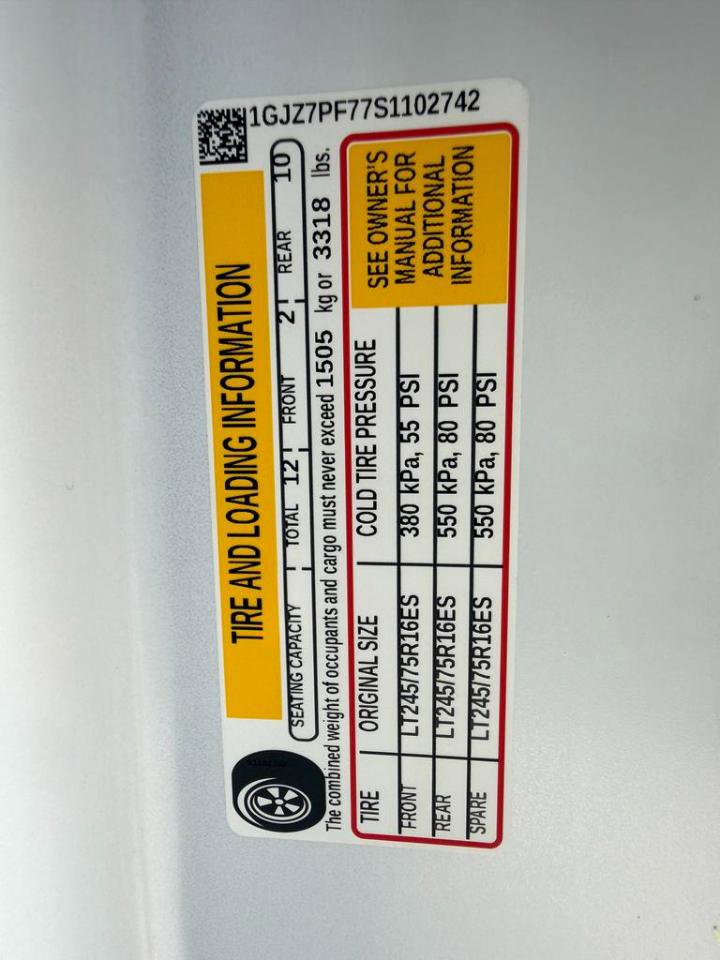 1GJZ7PF77S1102742
TIRE AND LOADING INFORMATION
SEATING CAPACITY TOTAL 12 FRONT 2 REAR 10
The combined weight of occupants and cargo must never exceed 1505 kg or 3318 lbs.
TIRE ORIGINAL SIZE COLD TIRE PRESSURE
FRONT LT245/75R16ES 380 kPa, 55 PSI
REAR LT245/75R16ES 550 kPa, 80 PSI
SPARE LT245/75R16ES 550 kPa, 80 PSI
SEE OWNER'S
MANUAL FOR
ADDITIONAL
INFORMATION